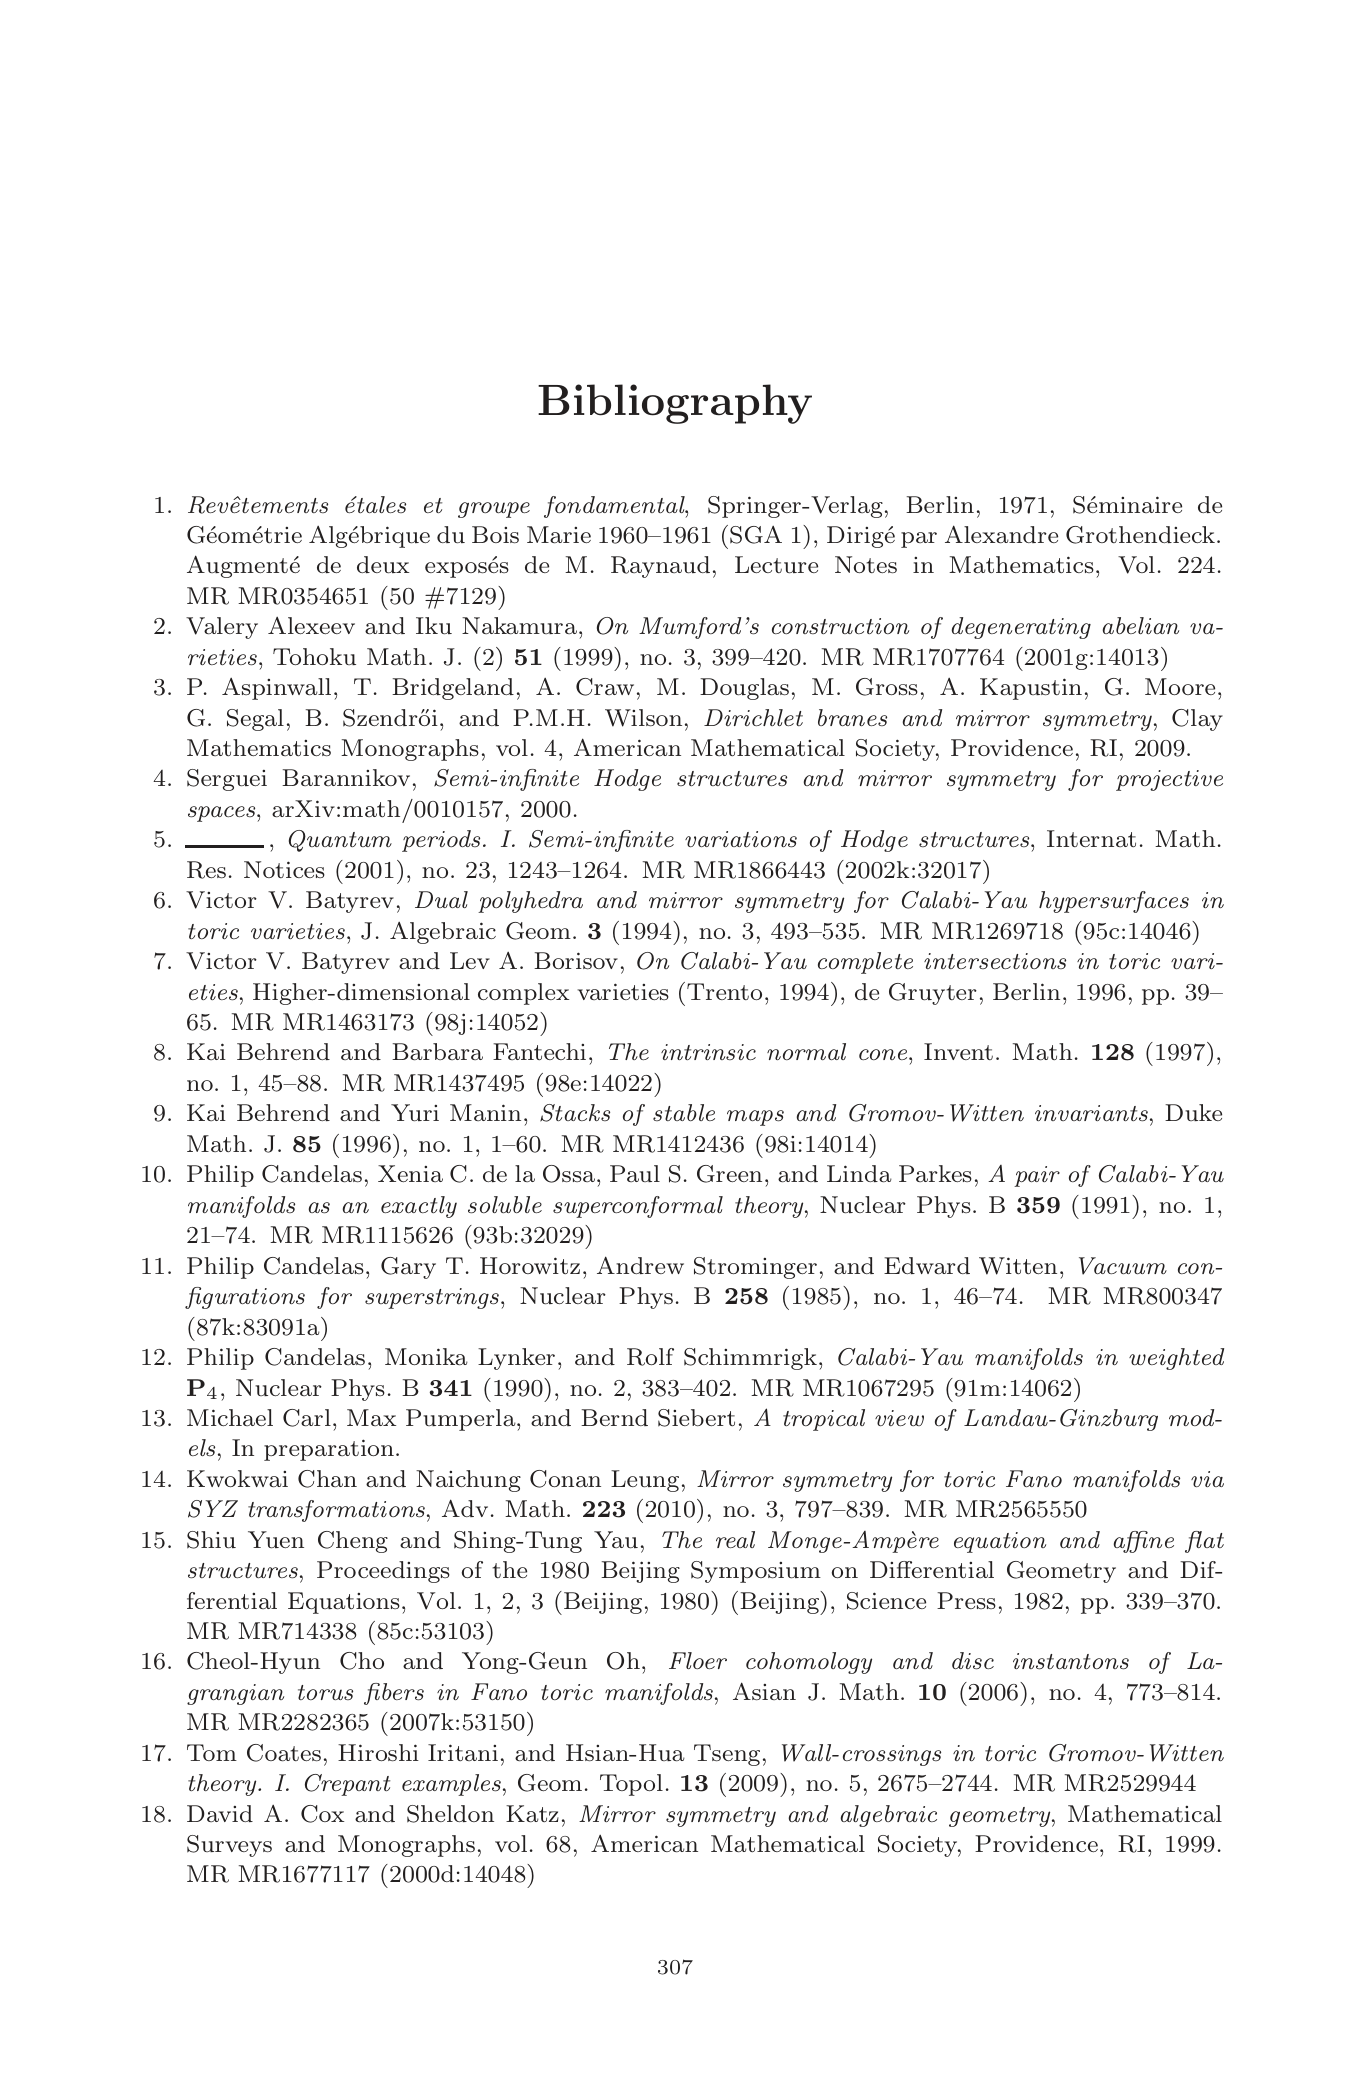 Bibliography
1. Revêtements étales et groupe fondamental, Springer-Verlag, Berlin, 1971, Séminaire de
Géométrie Algébrique du Bois Marie 1960–1961 (SGA 1), Dirigé par Alexandre Grothendieck.
Augmenté de deux exposés de M. Raynaud, Lecture Notes in Mathematics, Vol. 224.
MR MR0354651 (50 #7129)
2. Valery Alexeev and Iku Nakamura, On Mumford's construction of degenerating abelian va-
rieties, Tohoku Math. J. (2) 51 (1999), no. 3, 399–420. MR MR1707764 (2001g:14013)
3. P. Aspinwall, T. Bridgeland, A. Craw, M. Douglas, M. Gross, A. Kapustin, G. Moore,
G. Segal, B. Szendrői, and P.M.H. Wilson, Dirichlet branes and mirror symmetry, Clay
Mathematics Monographs, vol. 4, American Mathematical Society, Providence, RI, 2009.
4. Serguei Barannikov, Semi-infinite Hodge structures and mirror symmetry for projective
spaces, arXiv:math/0010157, 2000.
5. ______, Quantum periods. I. Semi-infinite variations of Hodge structures, Internat. Math.
Res. Notices (2001), no. 23, 1243–1264. MR MR1866443 (2002k:32017)
6. Victor V. Batyrev, Dual polyhedra and mirror symmetry for Calabi-Yau hypersurfaces in
toric varieties, J. Algebraic Geom. 3 (1994), no. 3, 493–535. MR MR1269718 (95c:14046)
7. Victor V. Batyrev and Lev A. Borisov, On Calabi-Yau complete intersections in toric vari-
eties, Higher-dimensional complex varieties (Trento, 1994), de Gruyter, Berlin, 1996, pp. 39–
65. MR MR1463173 (98j:14052)
8. Kai Behrend and Barbara Fantechi, The intrinsic normal cone, Invent. Math. 128 (1997),
no. 1, 45–88. MR MR1437495 (98e:14022)
9. Kai Behrend and Yuri Manin, Stacks of stable maps and Gromov-Witten invariants, Duke
Math. J. 85 (1996), no. 1, 1–60. MR MR1412436 (98i:14014)
10. Philip Candelas, Xenia C. de la Ossa, Paul S. Green, and Linda Parkes, A pair of Calabi-Yau
manifolds as an exactly soluble superconformal theory, Nuclear Phys. B 359 (1991), no. 1,
21–74. MR MR1115626 (93b:32029)
11. Philip Candelas, Gary T. Horowitz, Andrew Strominger, and Edward Witten, Vacuum con-
figurations for superstrings, Nuclear Phys. B 258 (1985), no. 1, 46–74. MR MR800347
(87k:83091a)
12. Philip Candelas, Monika Lynker, and Rolf Schimmrigk, Calabi-Yau manifolds in weighted
P₄, Nuclear Phys. B 341 (1990), no. 2, 383–402. MR MR1067295 (91m:14062)
13. Michael Carl, Max Pumperla, and Bernd Siebert, A tropical view of Landau-Ginzburg mod-
els, In preparation.
14. Kwokwai Chan and Naichung Conan Leung, Mirror symmetry for toric Fano manifolds via
SYZ transformations, Adv. Math. 223 (2010), no. 3, 797–839. MR MR2565550
15. Shiu Yuen Cheng and Shing-Tung Yau, The real Monge-Ampère equation and affine flat
structures, Proceedings of the 1980 Beijing Symposium on Differential Geometry and Dif-
ferential Equations, Vol. 1, 2, 3 (Beijing, 1980) (Beijing), Science Press, 1982, pp. 339–370.
MR MR714338 (85c:53103)
16. Cheol-Hyun Cho and Yong-Geun Oh, Floer cohomology and disc instantons of La-
grangian torus fibers in Fano toric manifolds, Asian J. Math. 10 (2006), no. 4, 773–814.
MR MR2282365 (2007k:53150)
17. Tom Coates, Hiroshi Iritani, and Hsian-Hua Tseng, Wall-crossings in toric Gromov-Witten
theory. I. Crepant examples, Geom. Topol. 13 (2009), no. 5, 2675–2744. MR MR2529944
18. David A. Cox and Sheldon Katz, Mirror symmetry and algebraic geometry, Mathematical
Surveys and Monographs, vol. 68, American Mathematical Society, Providence, RI, 1999.
MR MR1677117 (2000d:14048)
307